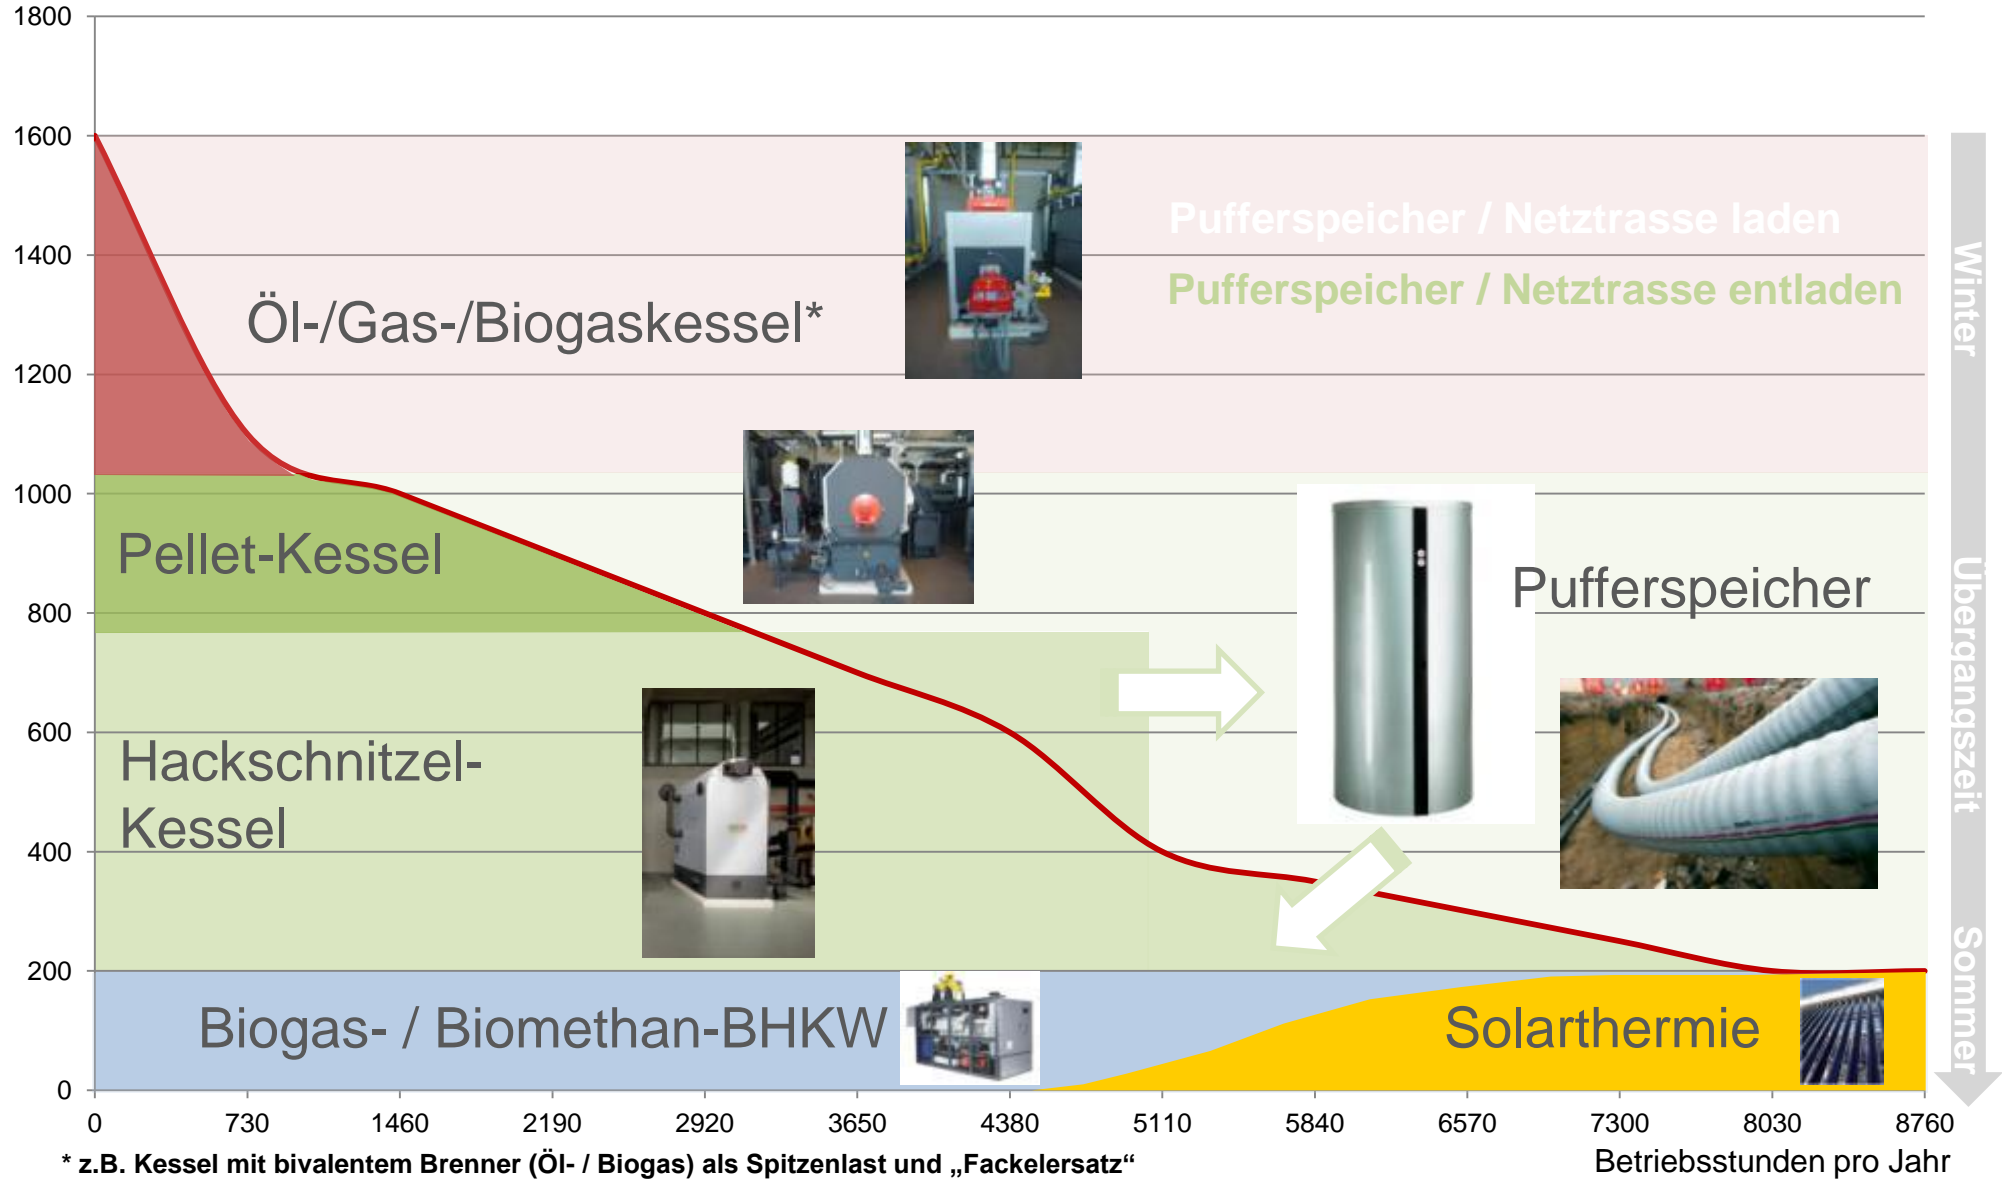 1800
1600
1400
1200
1000
800
600
400
200
0
Pufferspeicher / Netztrasse laden
Pufferspeicher / Netztrasse entladen
Öl-/Gas-/Biogaskessel*
Pellet-Kessel
Pufferspeicher
Hackschnitzel-
Kessel
Biogas- / Biomethan-BHKW
Solarthermie
Winter
Übergangszeit
Sommer
0 730 1460 2190 2920 3650 4380 5110 5840 6570 7300 8030 8760
* z.B. Kessel mit bivalentem Brenner (Öl- / Biogas) als Spitzenlast und „Fackelersatz“
Betriebsstunden pro Jahr